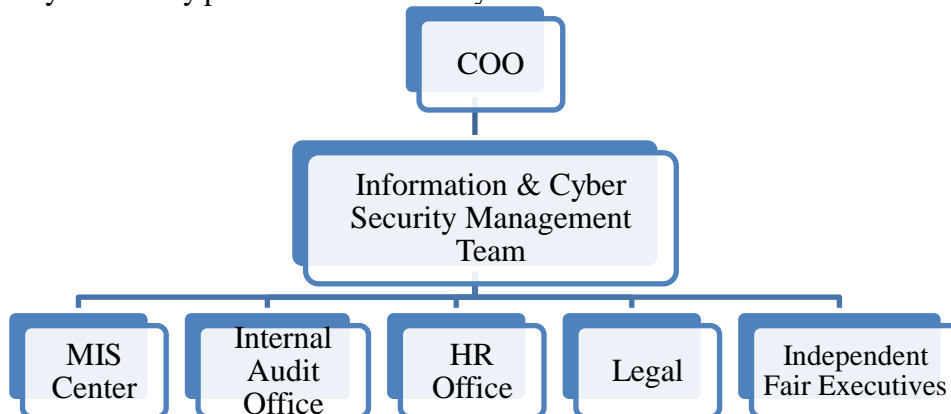 COO
Information & Cyber
Security Management
Team
MIS
Center
Internal
Audit
Office
HR
Office
Legal
Independent
Fair Executives